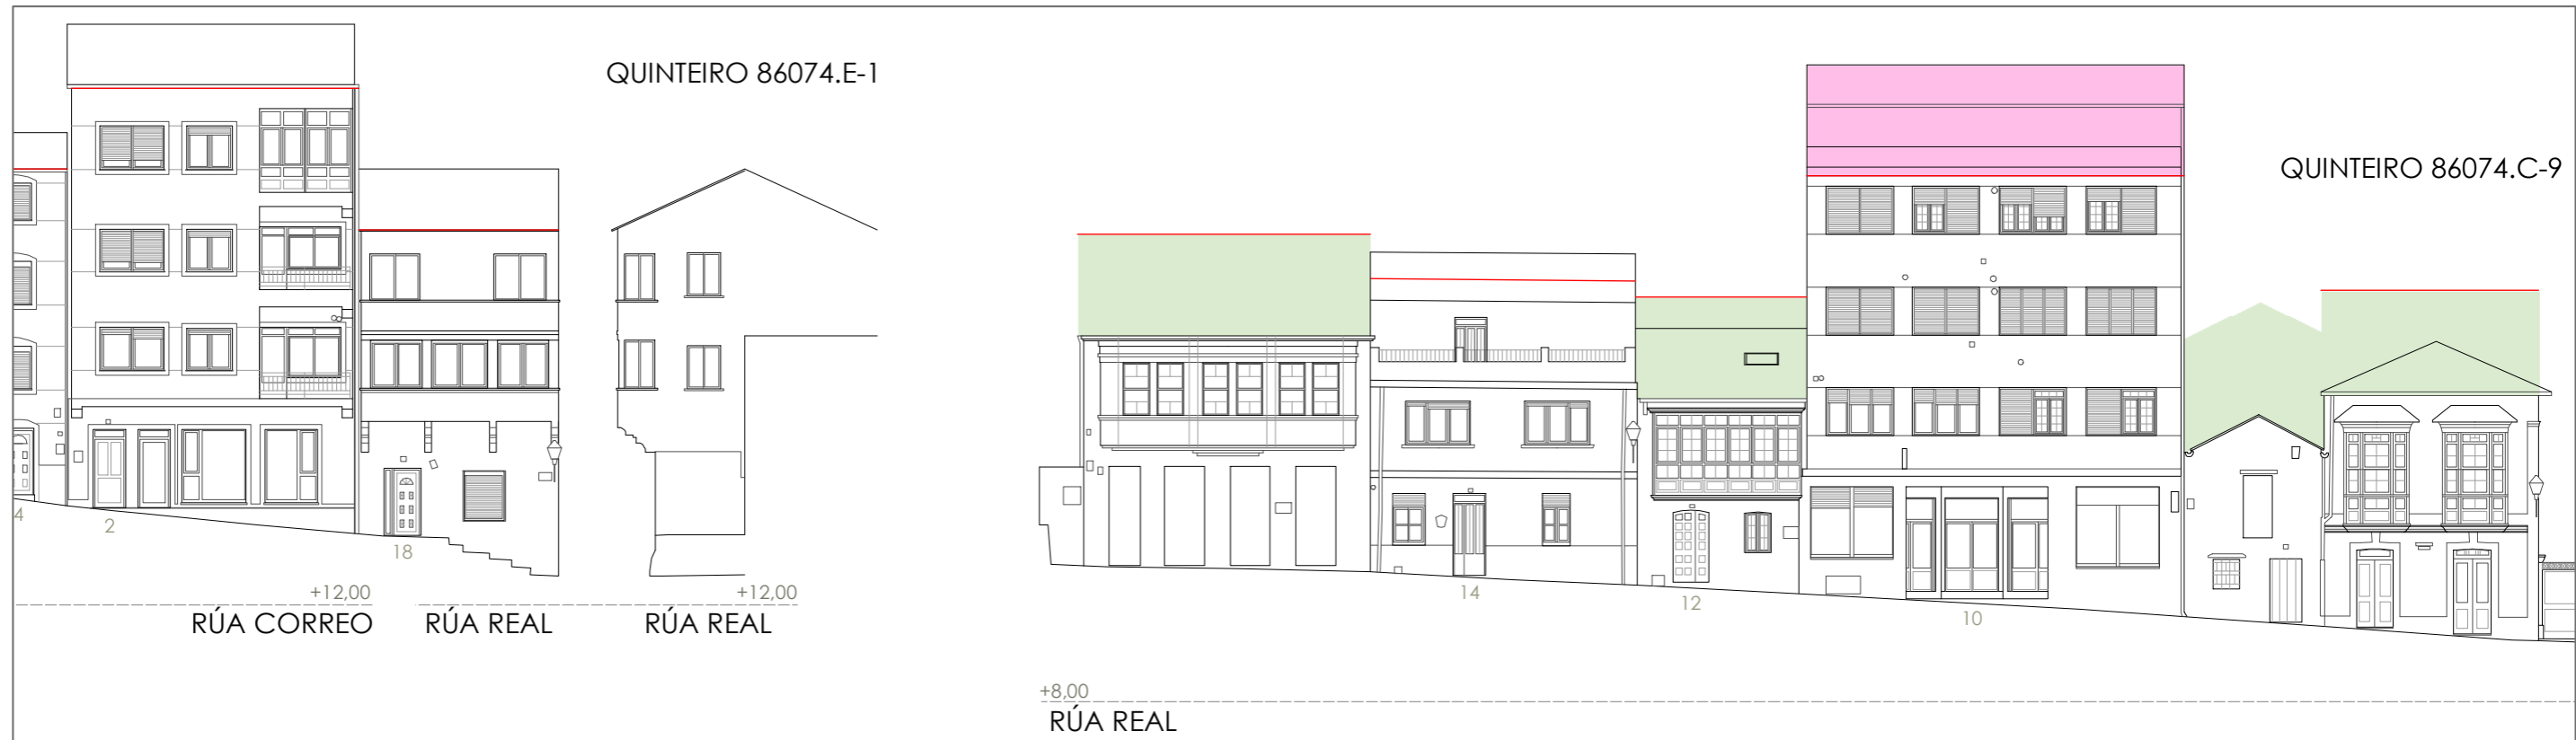 QUINTEIRO 86074.E-1
QUINTEIRO 86074.C-9
4
2
18
+12,00
+12,00
RÚA CORREO
RÚA REAL
RÚA REAL
14
12
10
+8,00
RÚA REAL